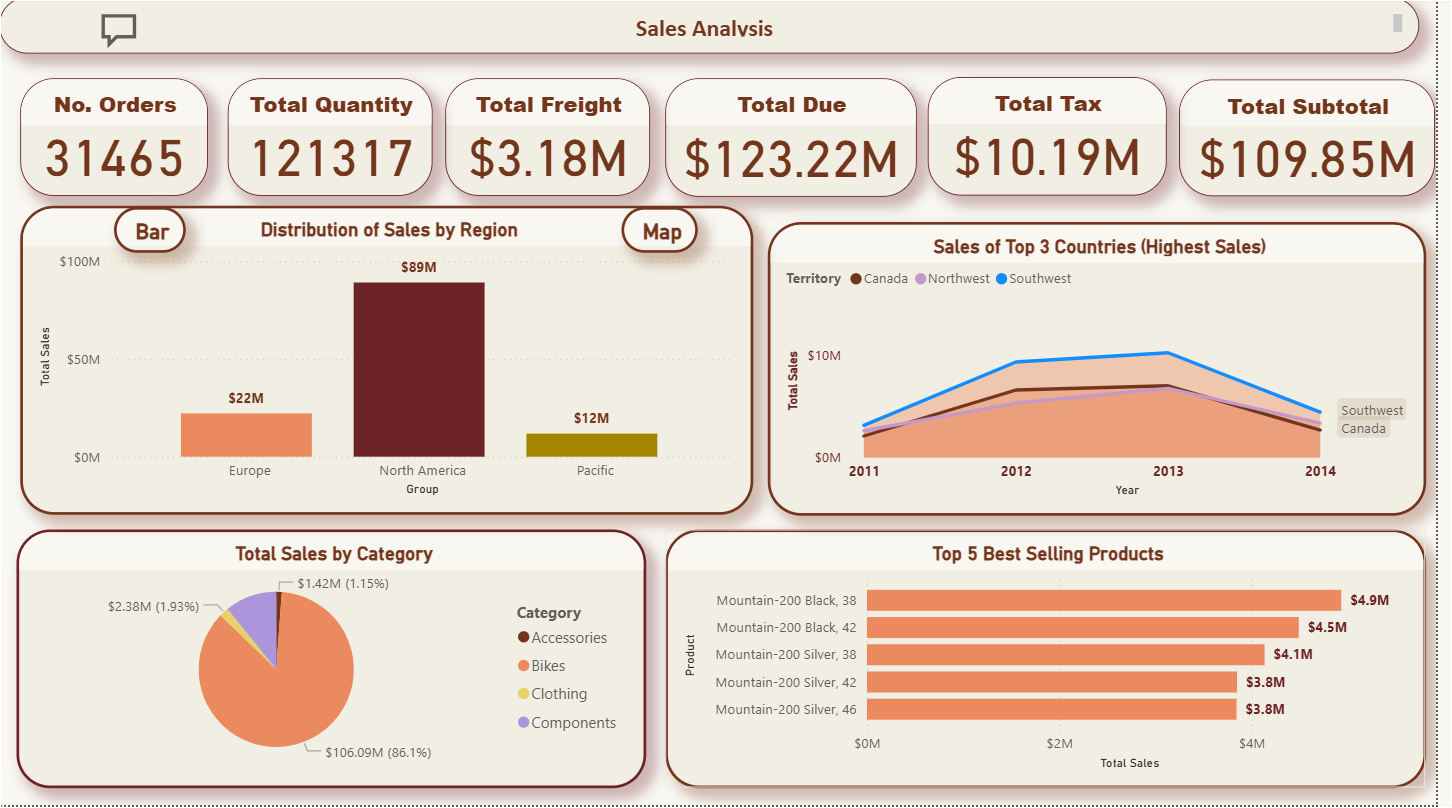 Sales Analysis
No. Orders
31465
Total Quantity
121317
Total Freight
$3.18M
Total Due
$123.22M
Total Tax
$10.19M
Total Subtotal
$109.85M
Bar
Distribution of Sales by Region
Map
$100M
$50M
$0M
Total Sales
$22M
$89M
$12M
Europe
North America
Pacific
Group
Sales of Top 3 Countries (Highest Sales)
Territory
Canada
Northwest
Southwest
$10M
$0M
Total Sales
Southwest
Canada
2011
2012
2013
2014
Year
Total Sales by Category
$1.42M (1.15%)
$2.38M (1.93%)
$106.09M (86.1%)
Category
Accessories
Bikes
Clothing
Components
Top 5 Best Selling Products
Product
Mountain-200 Black, 38
$4.9M
Mountain-200 Black, 42
$4.5M
Mountain-200 Silver, 38
$4.1M
Mountain-200 Silver, 42
$3.8M
Mountain-200 Silver, 46
$3.8M
$0M
$2M
$4M
Total Sales